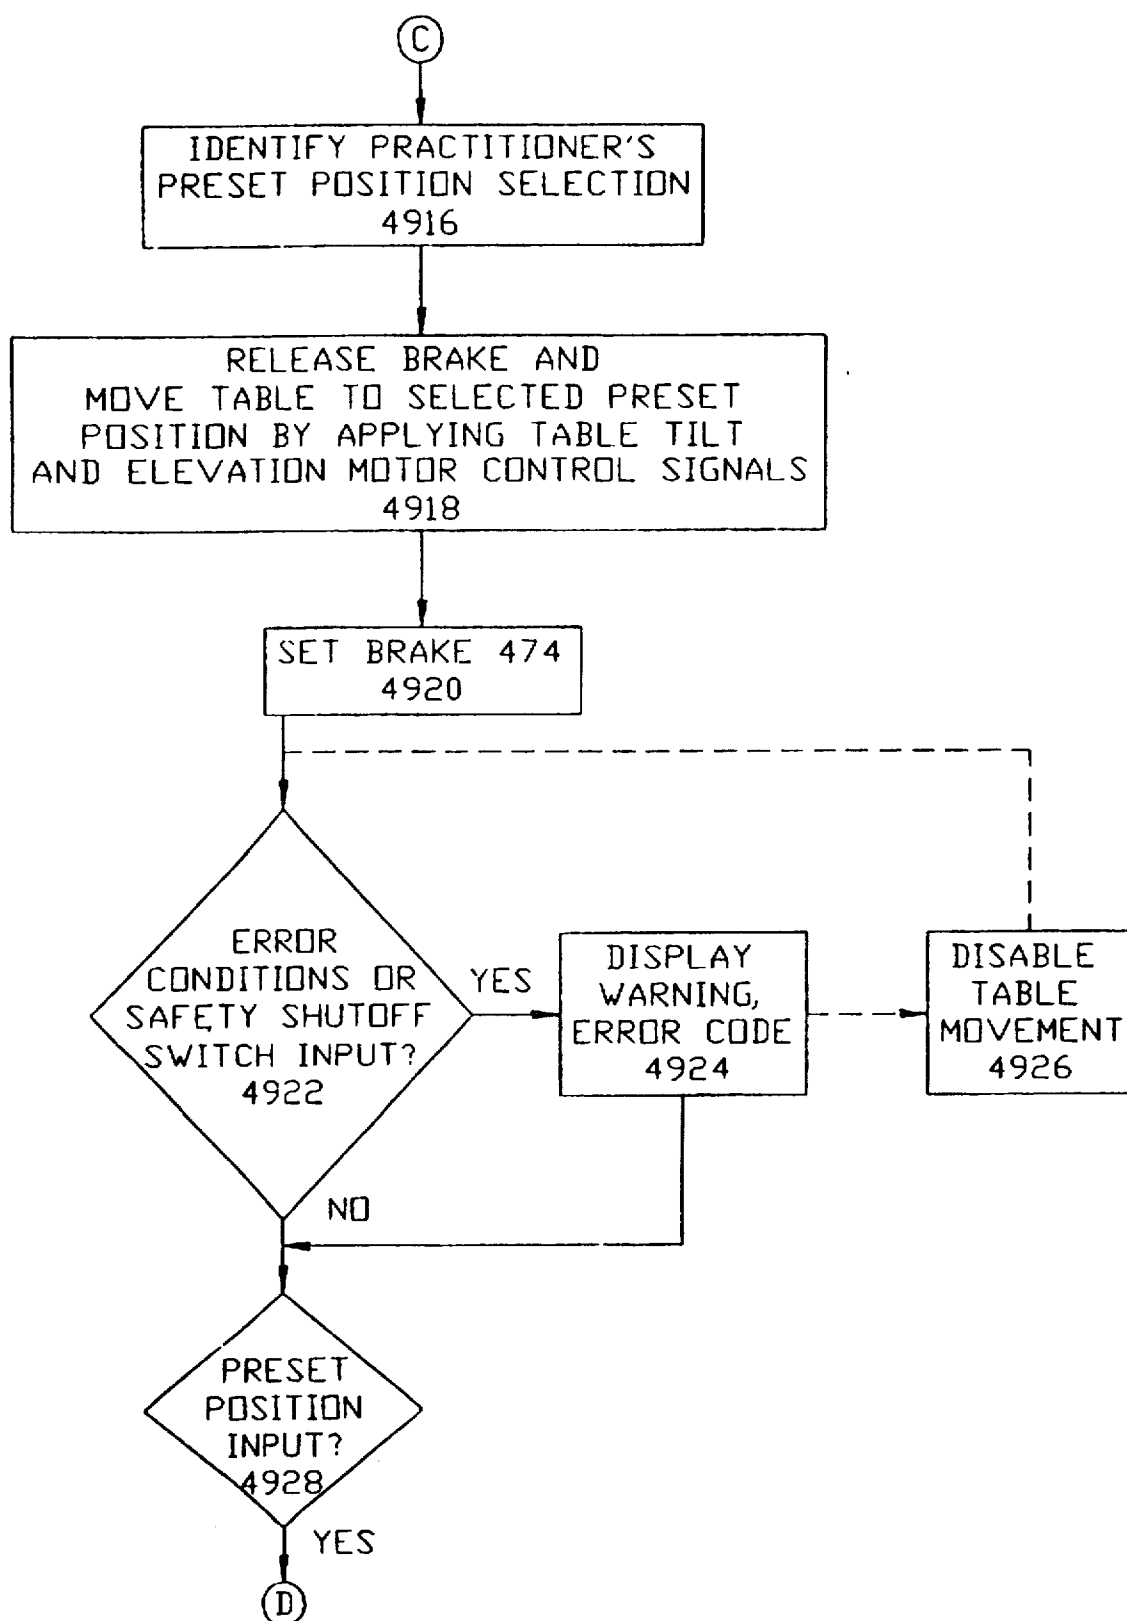 C
IDENTIFY PRACTITIONER'S
PRESET POSITION SELECTION
4916
RELEASE BRAKE AND
MOVE TABLE TO SELECTED PRESET
POSITION BY APPLYING TABLE TILT
AND ELEVATION MOTOR CONTROL SIGNALS
4918
SET BRAKE 474
4920
ERROR
CONDITIONS OR
SAFETY SHUTOFF
SWITCH INPUT?
4922
YES
DISPLAY
WARNING,
ERROR CODE
4924
DISABLE
TABLE
MOVEMENT
4926
NO
PRESET
POSITION
INPUT?
4928
YES
D